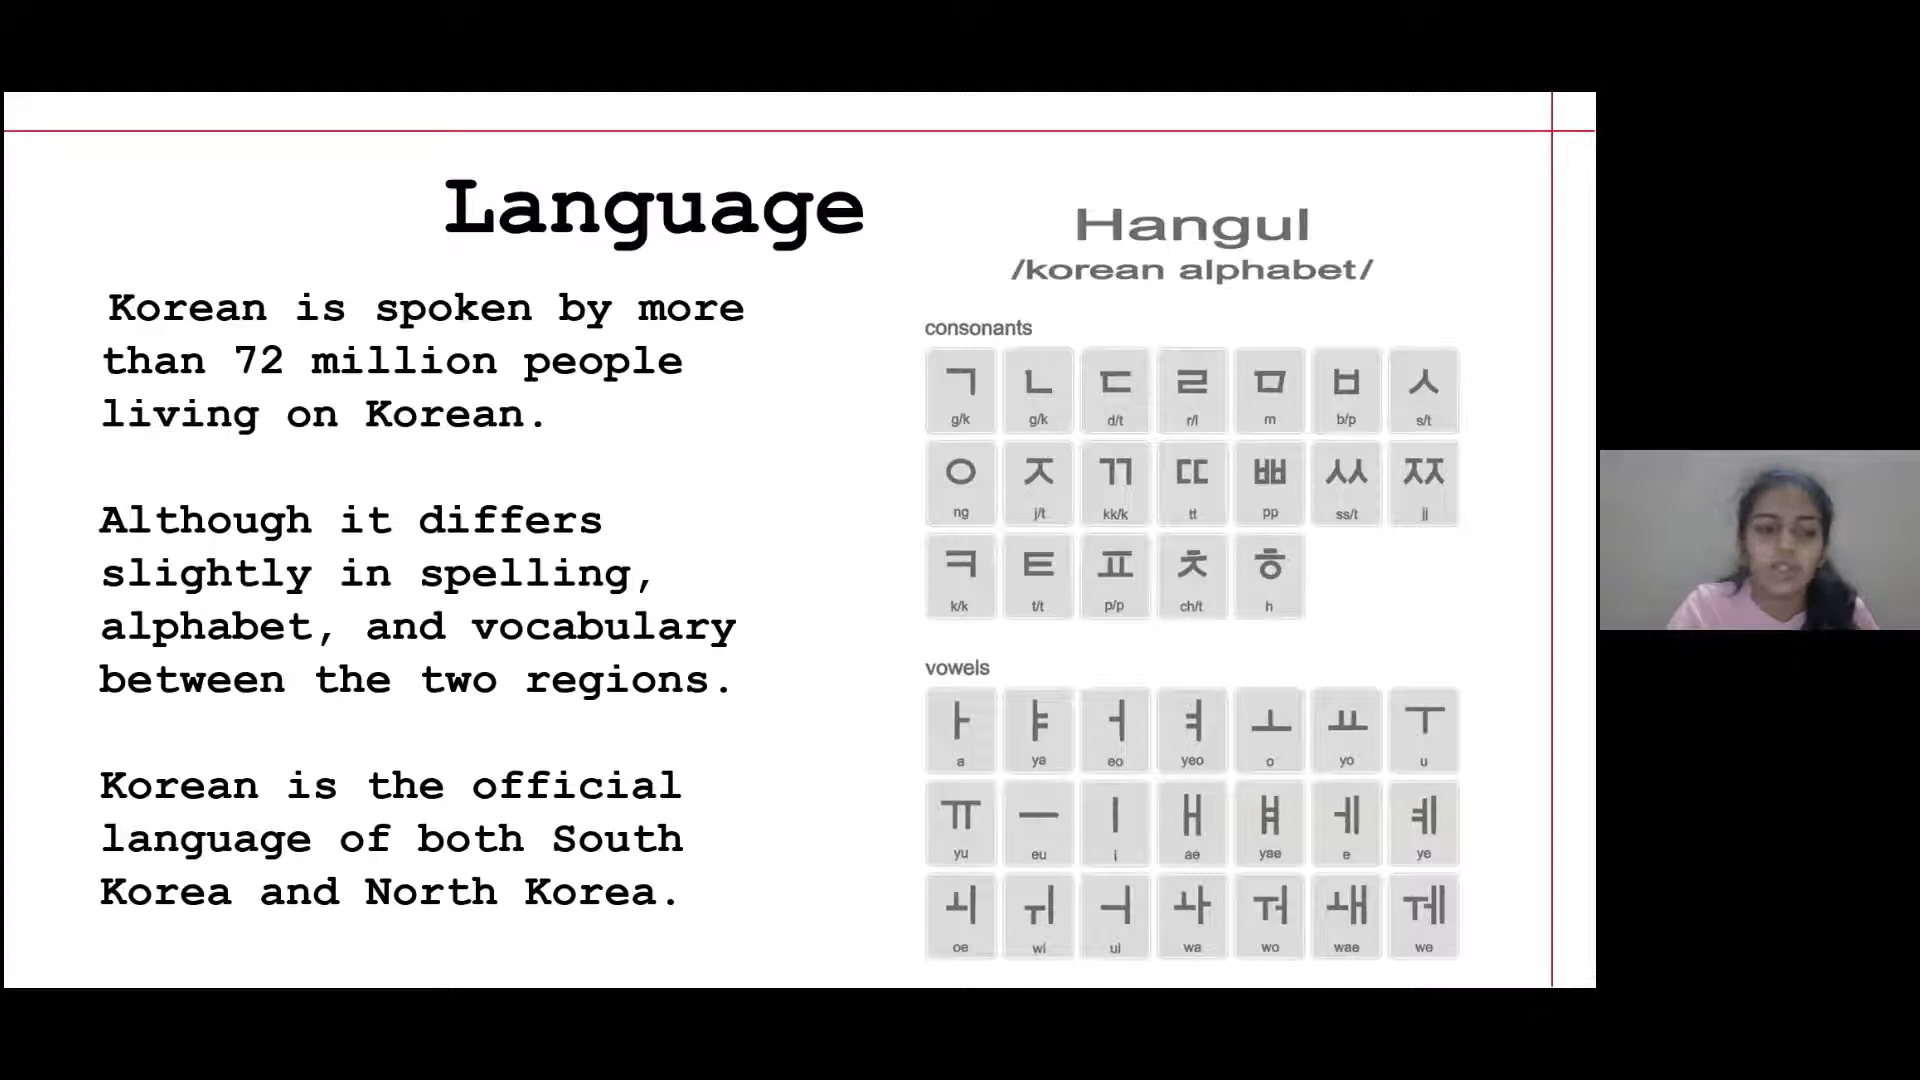 Language
Korean is spoken by more
than 72 million people
living on Korean.
Although it differs
slightly in spelling,
alphabet, and vocabulary
between the two regions.
Korean is the official
language of both South
Korea and North Korea.
Hangul
/korean alphabet/
consonants
ㄱ ㄴ ㄷ ㄹ ㅁ ㅂ ㅅ
g/k g/k d/t r/l m b/p s/t
ㅇ ㅈ ㄲ ㄸ ㅃ ㅆ ㅉ
ng j/t kk/k tt pp ss/t jj
ㅋ ㅌ ㅍ ㅊ ㅎ
k/k t/t p/p ch/t h
vowels
ㅏ ㅑ ㅓ ㅕ ㅗ ㅛ ㅜ
a ya eo yeo o yo u
ㅠ ㅡ ㅣ ㅐ ㅒ ㅔ ㅖ
yu eu i ae yae e ye
ㅚ ㅟ ㅢ ㅘ ㅝ ㅙ ㅞ
oe wi ui wa wo wae we